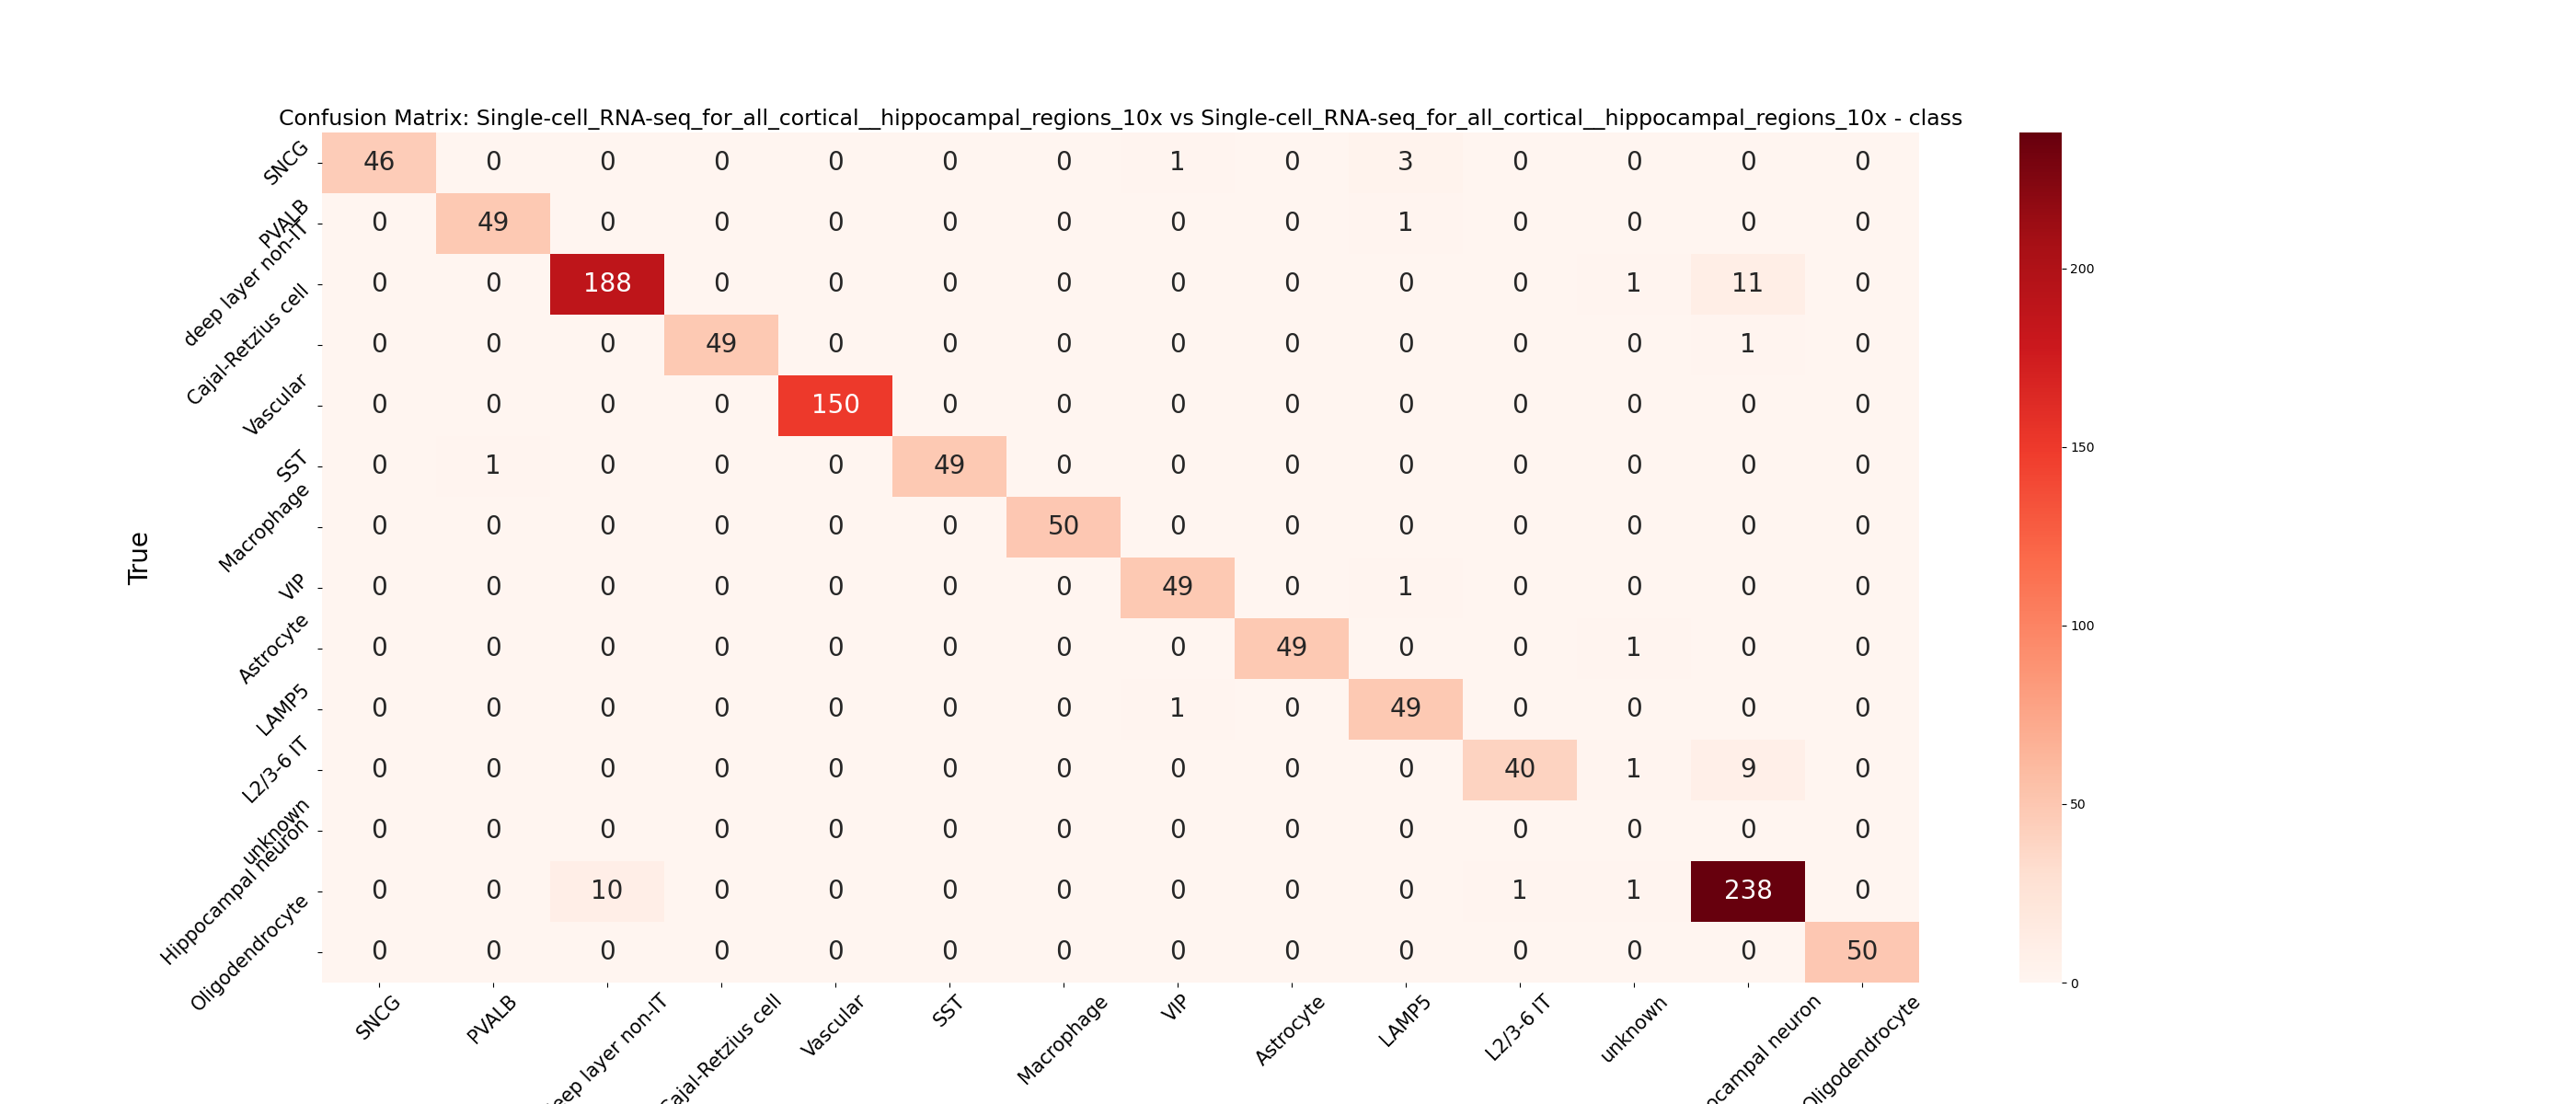 Confusion Matrix: Single-cell_RNA-seq_for_all_cortical__hippocampal_regions_10x vs Single-cell_RNA-seq_for_all_cortical__hippocampal_regions_10x - class
True
SNCG 46 0 0 0 0 0 0 1 0 3 0 0 0 0
PVALB 0 49 0 0 0 0 0 0 0 1 0 0 0 0
deep layer non-IT 0 0 188 0 0 0 0 0 0 0 0 1 11 0
Cajal-Retzius cell 0 0 0 49 0 0 0 0 0 0 0 0 1 0
Vascular 0 0 0 0 150 0 0 0 0 0 0 0 0 0
SST 0 1 0 0 0 49 0 0 0 0 0 0 0 0
Macrophage 0 0 0 0 0 0 50 0 0 0 0 0 0 0
VIP 0 0 0 0 0 0 0 49 0 1 0 0 0 0
Astrocyte 0 0 0 0 0 0 0 0 49 0 0 1 0 0
LAMP5 0 0 0 0 0 0 0 1 0 49 0 0 0 0
L2/3-6 IT 0 0 0 0 0 0 0 0 0 0 40 1 9 0
unknown 0 0 0 0 0 0 0 0 0 0 0 0 0 0
Hippocampal neuron 0 0 10 0 0 0 0 0 0 0 1 1 238 0
Oligodendrocyte 0 0 0 0 0 0 0 0 0 0 0 0 0 50
SNCG
PVALB
eep layer non-IT
Cajal-Retzius cell
Vascular
SST
Macrophage
VIP
Astrocyte
LAMP5
L2/3-6 IT
unknown
ocampal neuron
Oligodendrocyte
200
150
100
50
0